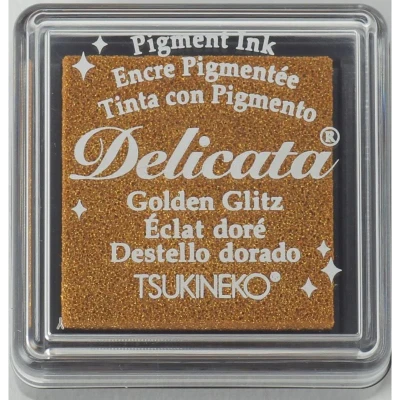 Pigment Ink
Encre Pigmentée
Tinta con Pigmento
Delicata®
Golden Glitz
Éclat doré
Destello dorado
TSUKINEKO®